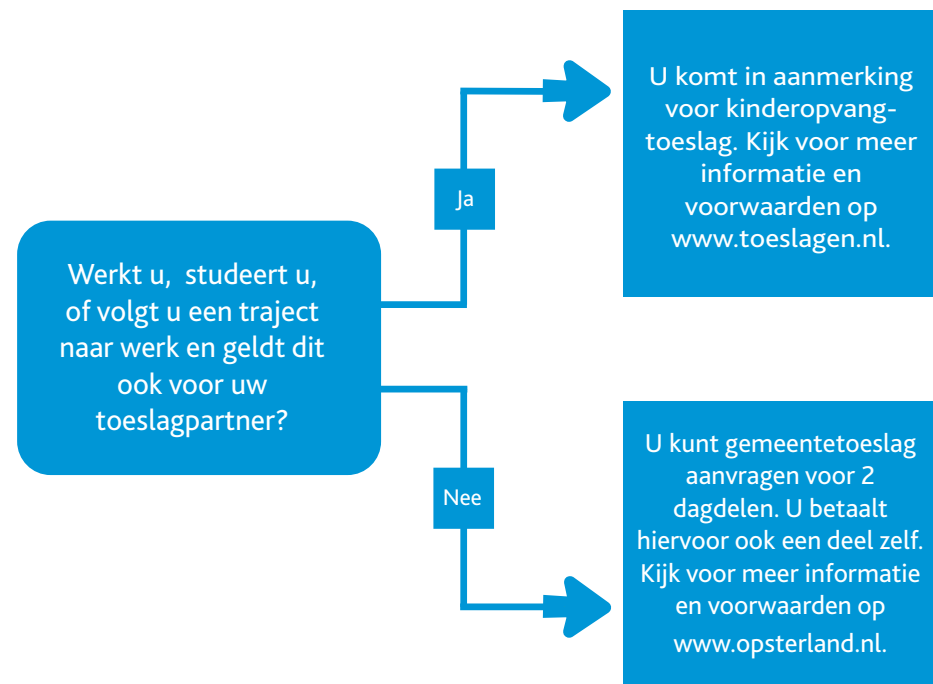 Werkt u, studeert u,
of volgt u een traject
naar werk en geldt dit
ook voor uw
toeslagpartner?
Ja
U komt in aanmerking
voor kinderopvang-
toeslag. Kijk voor meer
informatie en
voorwaarden op
www.toeslagen.nl.
Nee
U kunt gemeentetoeslag
aanvragen voor 2
dagdelen. U betaalt
hiervoor ook een deel zelf.
Kijk voor meer informatie
en voorwaarden op
www.opsterland.nl.